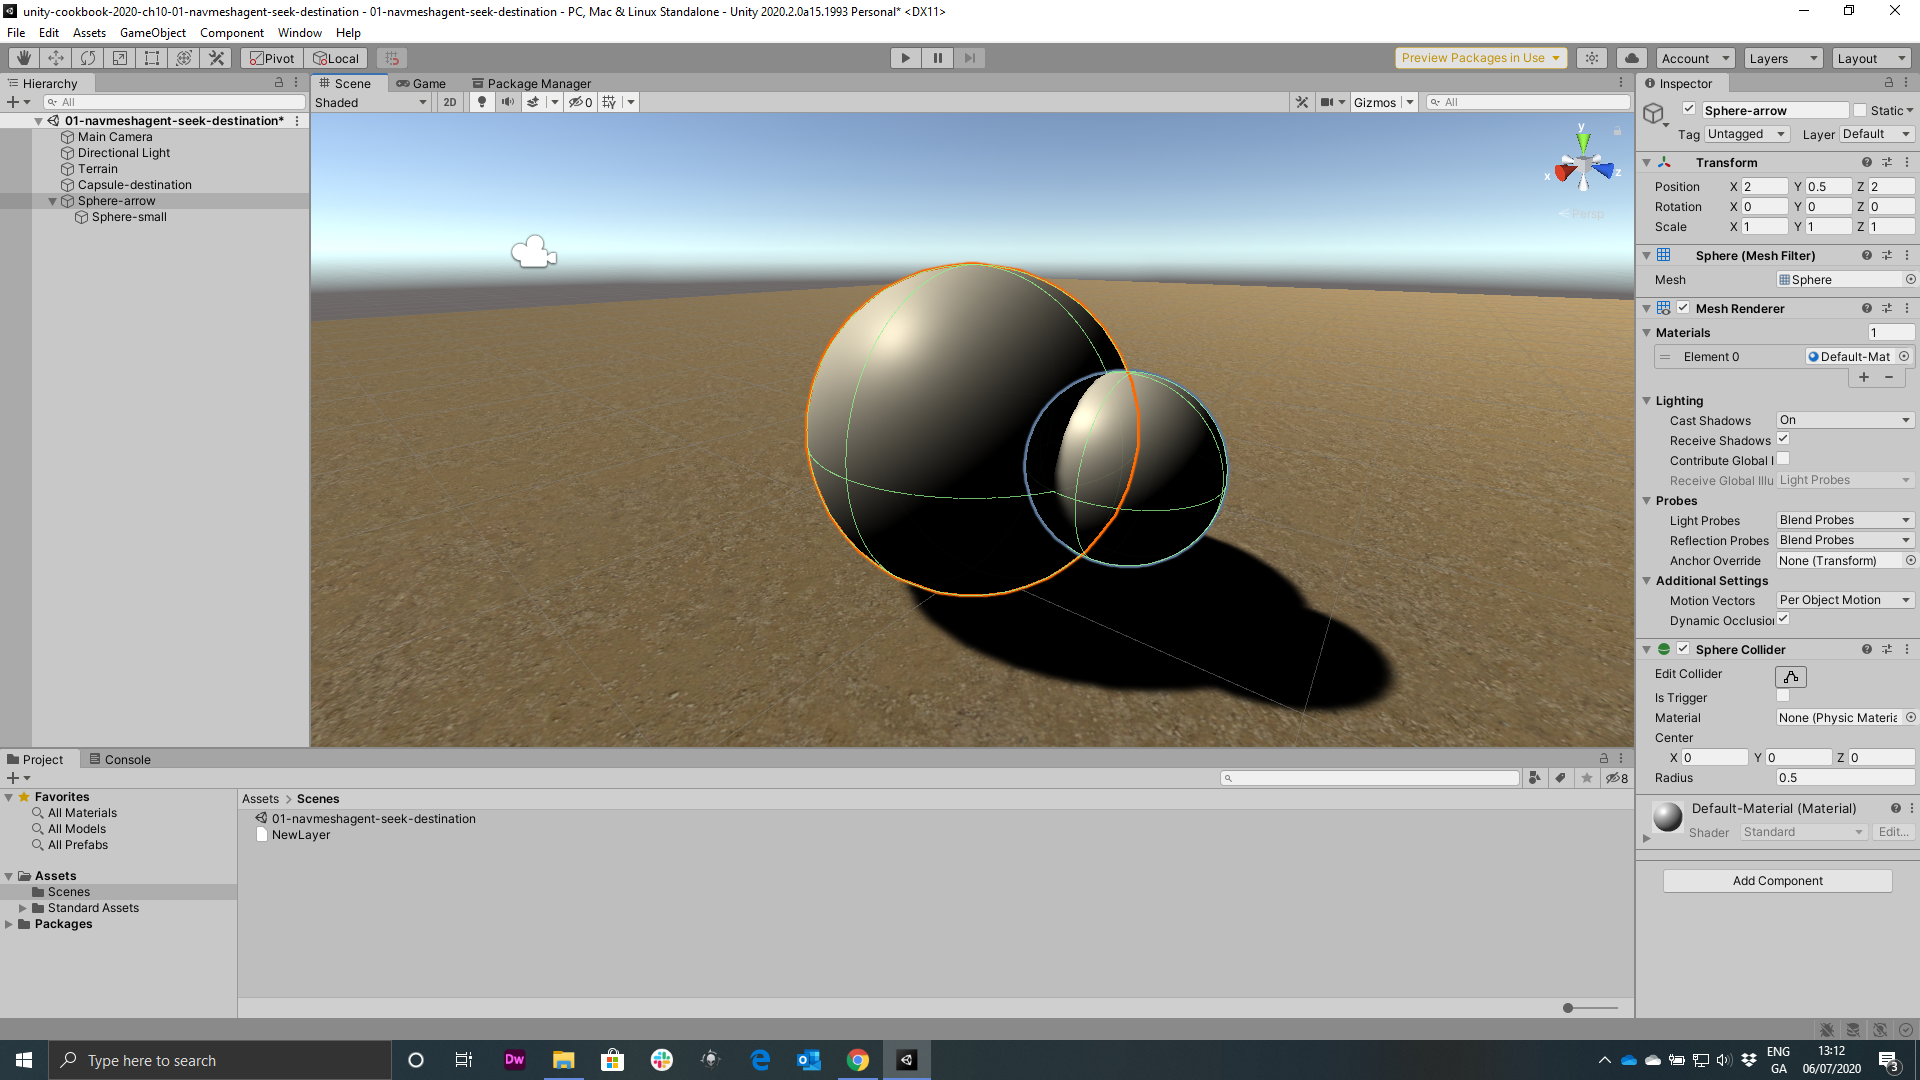 unity-cookbook-2020-ch10-01-navmeshagent-seek-destination - 01-navmeshagent-seek-destination - PC, Mac & Linux Standalone - Unity 2020.2.0a15.1993 Personal* <DX11>
File Edit Assets GameObject Component Window Help
Pivot Local Preview Packages in Use Account Layers Layout
Hierarchy
All
01-navmeshagent-seek-destination*
Main Camera
Directional Light
Terrain
Capsule-destination
Sphere-arrow
Sphere-small
Scene Game Package Manager
Shaded 2D 0 Gizmos All
y
x z
Persp
Inspector
Sphere-arrow Static
Tag Untagged Layer Default
Transform
Position X 2 Y 0.5 Z 2
Rotation X 0 Y 0 Z 0
Scale X 1 Y 1 Z 1
Sphere (Mesh Filter)
Mesh Sphere
Mesh Renderer
Materials 1
Element 0 Default-Mat
Lighting
Cast Shadows On
Receive Shadows
Contribute Global I
Receive Global Illu Light Probes
Probes
Light Probes Blend Probes
Reflection Probes Blend Probes
Anchor Override None (Transform)
Additional Settings
Motion Vectors Per Object Motion
Dynamic Occlusion
Sphere Collider
Edit Collider
Is Trigger
Material None (Physic Materia
Center
X 0 Y 0 Z 0
Radius 0.5
Default-Material (Material)
Shader Standard Edit...
Add Component
Project Console
8
Favorites
All Materials
All Models
All Prefabs
Assets
Scenes
Standard Assets
Packages
Assets > Scenes
01-navmeshagent-seek-destination
NewLayer
Type here to search
Dw
ENG
GA
13:12
06/07/2020
3